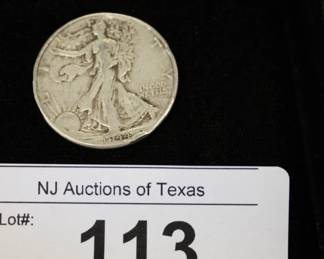 NJ Auctions of Texas
Lot#:
113